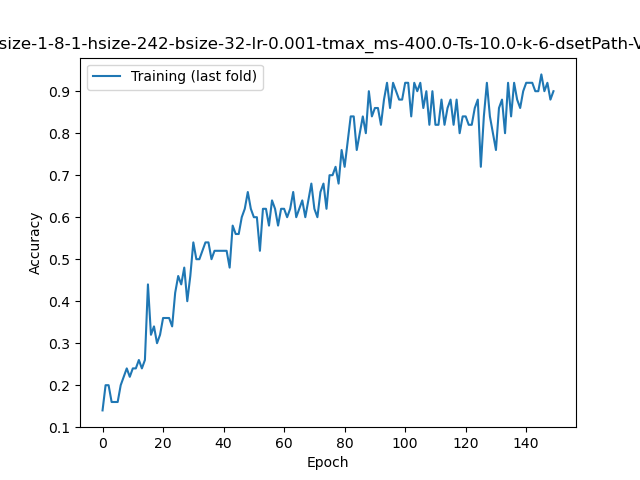 size-1-8-1-hsize-242-bsize-32-lr-0.001-tmax_ms-400.0-Ts-10.0-k-6-dsetPath-V
Training (last fold)
0.9
0.8
0.7
0.6
0.5
0.4
0.3
0.2
0.1
Accuracy
0 20 40 60 80 100 120 140
Epoch